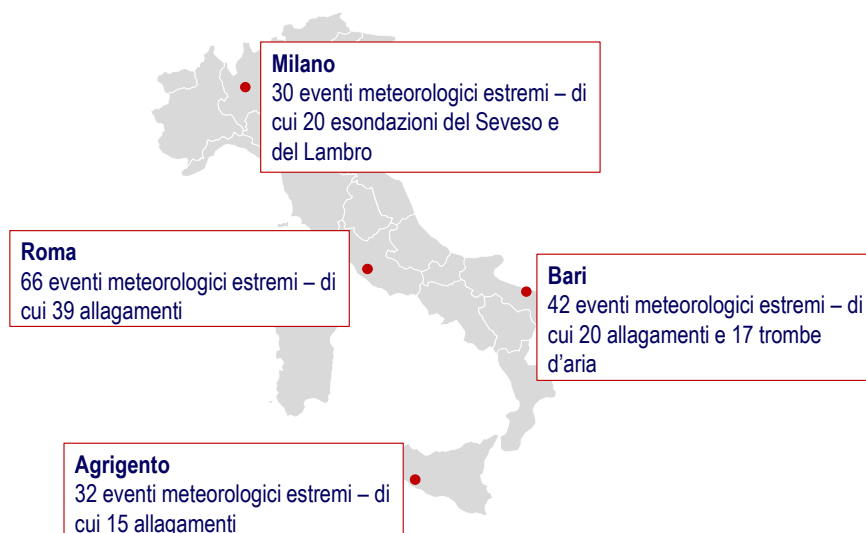 Milano
30 eventi meteorologici estremi – di
cui 20 esondazioni del Seveso e
del Lambro
Roma
66 eventi meteorologici estremi – di
cui 39 allagamenti
Bari
42 eventi meteorologici estremi – di
cui 20 allagamenti e 17 trombe
d’aria
Agrigento
32 eventi meteorologici estremi – di
cui 15 allagamenti